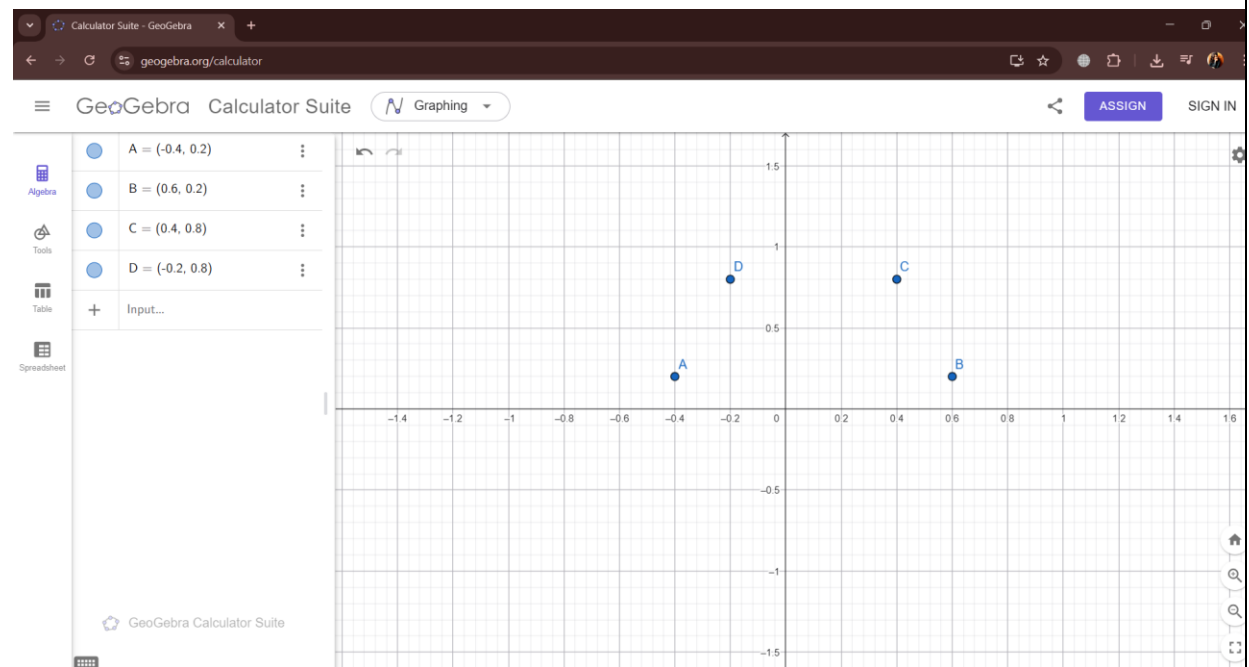 Calculator Suite - GeoGebra
geogebra.org/calculator
GeoGebra Calculator Suite
Graphing
ASSIGN
SIGN IN
Algebra
Tools
Table
Spreadsheet
A = (-0.4, 0.2)
B = (0.6, 0.2)
C = (0.4, 0.8)
D = (-0.2, 0.8)
Input...
GeoGebra Calculator Suite
1.5
1
0.5
D
C
A
B
–1.4 –1.2 –1 –0.8 –0.6 –0.4 –0.2 0 0.2 0.4 0.6 0.8 1 1.2 1.4 1.6
–0.5
–1
–1.5